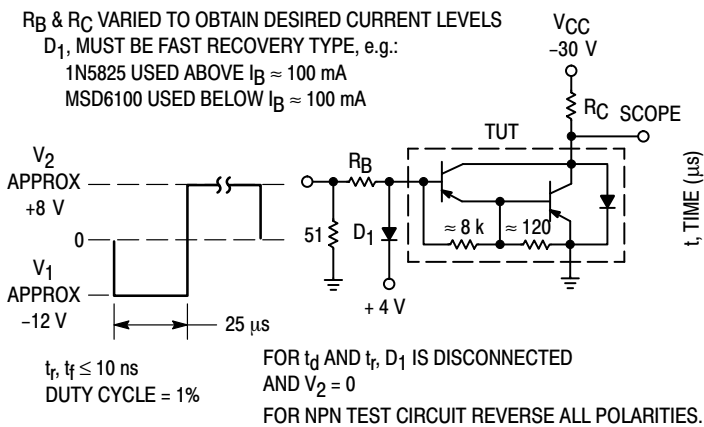 RB & RC VARIED TO OBTAIN DESIRED CURRENT LEVELS
D1, MUST BE FAST RECOVERY TYPE, e.g.:
1N5825 USED ABOVE IB ≈ 100 mA
MSD6100 USED BELOW IB ≈ 100 mA
VCC
−30 V
RC
SCOPE
TUT
V2
APPROX
+8 V
0
V1
APPROX
−12 V
25 μs
RB
51
D1
+ 4 V
≈ 8 k
≈ 120
t, TIME (μs)
tr, tf ≤ 10 ns
DUTY CYCLE = 1%
FOR td AND tr, D1 IS DISCONNECTED
AND V2 = 0
FOR NPN TEST CIRCUIT REVERSE ALL POLARITIES.